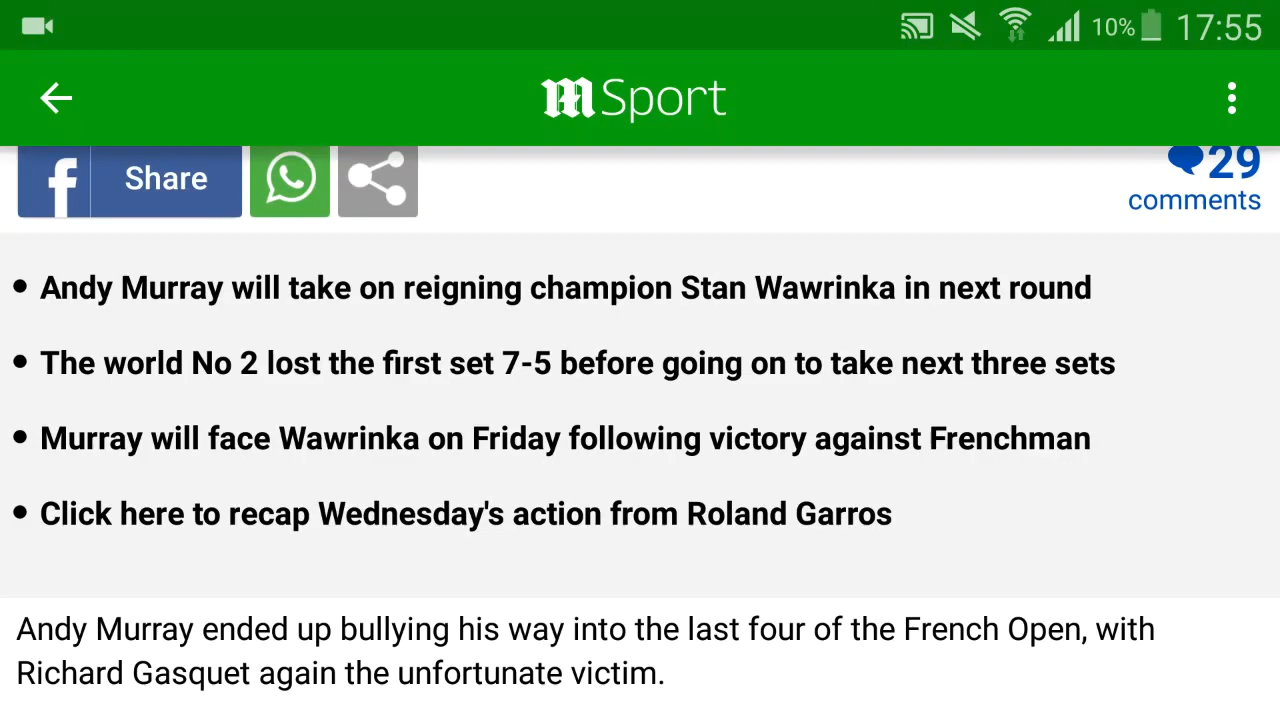 10% 17:55
m Sport
f Share
29
comments
• Andy Murray will take on reigning champion Stan Wawrinka in next round
• The world No 2 lost the first set 7-5 before going on to take next three sets
• Murray will face Wawrinka on Friday following victory against Frenchman
• Click here to recap Wednesday's action from Roland Garros
Andy Murray ended up bullying his way into the last four of the French Open, with
Richard Gasquet again the unfortunate victim.